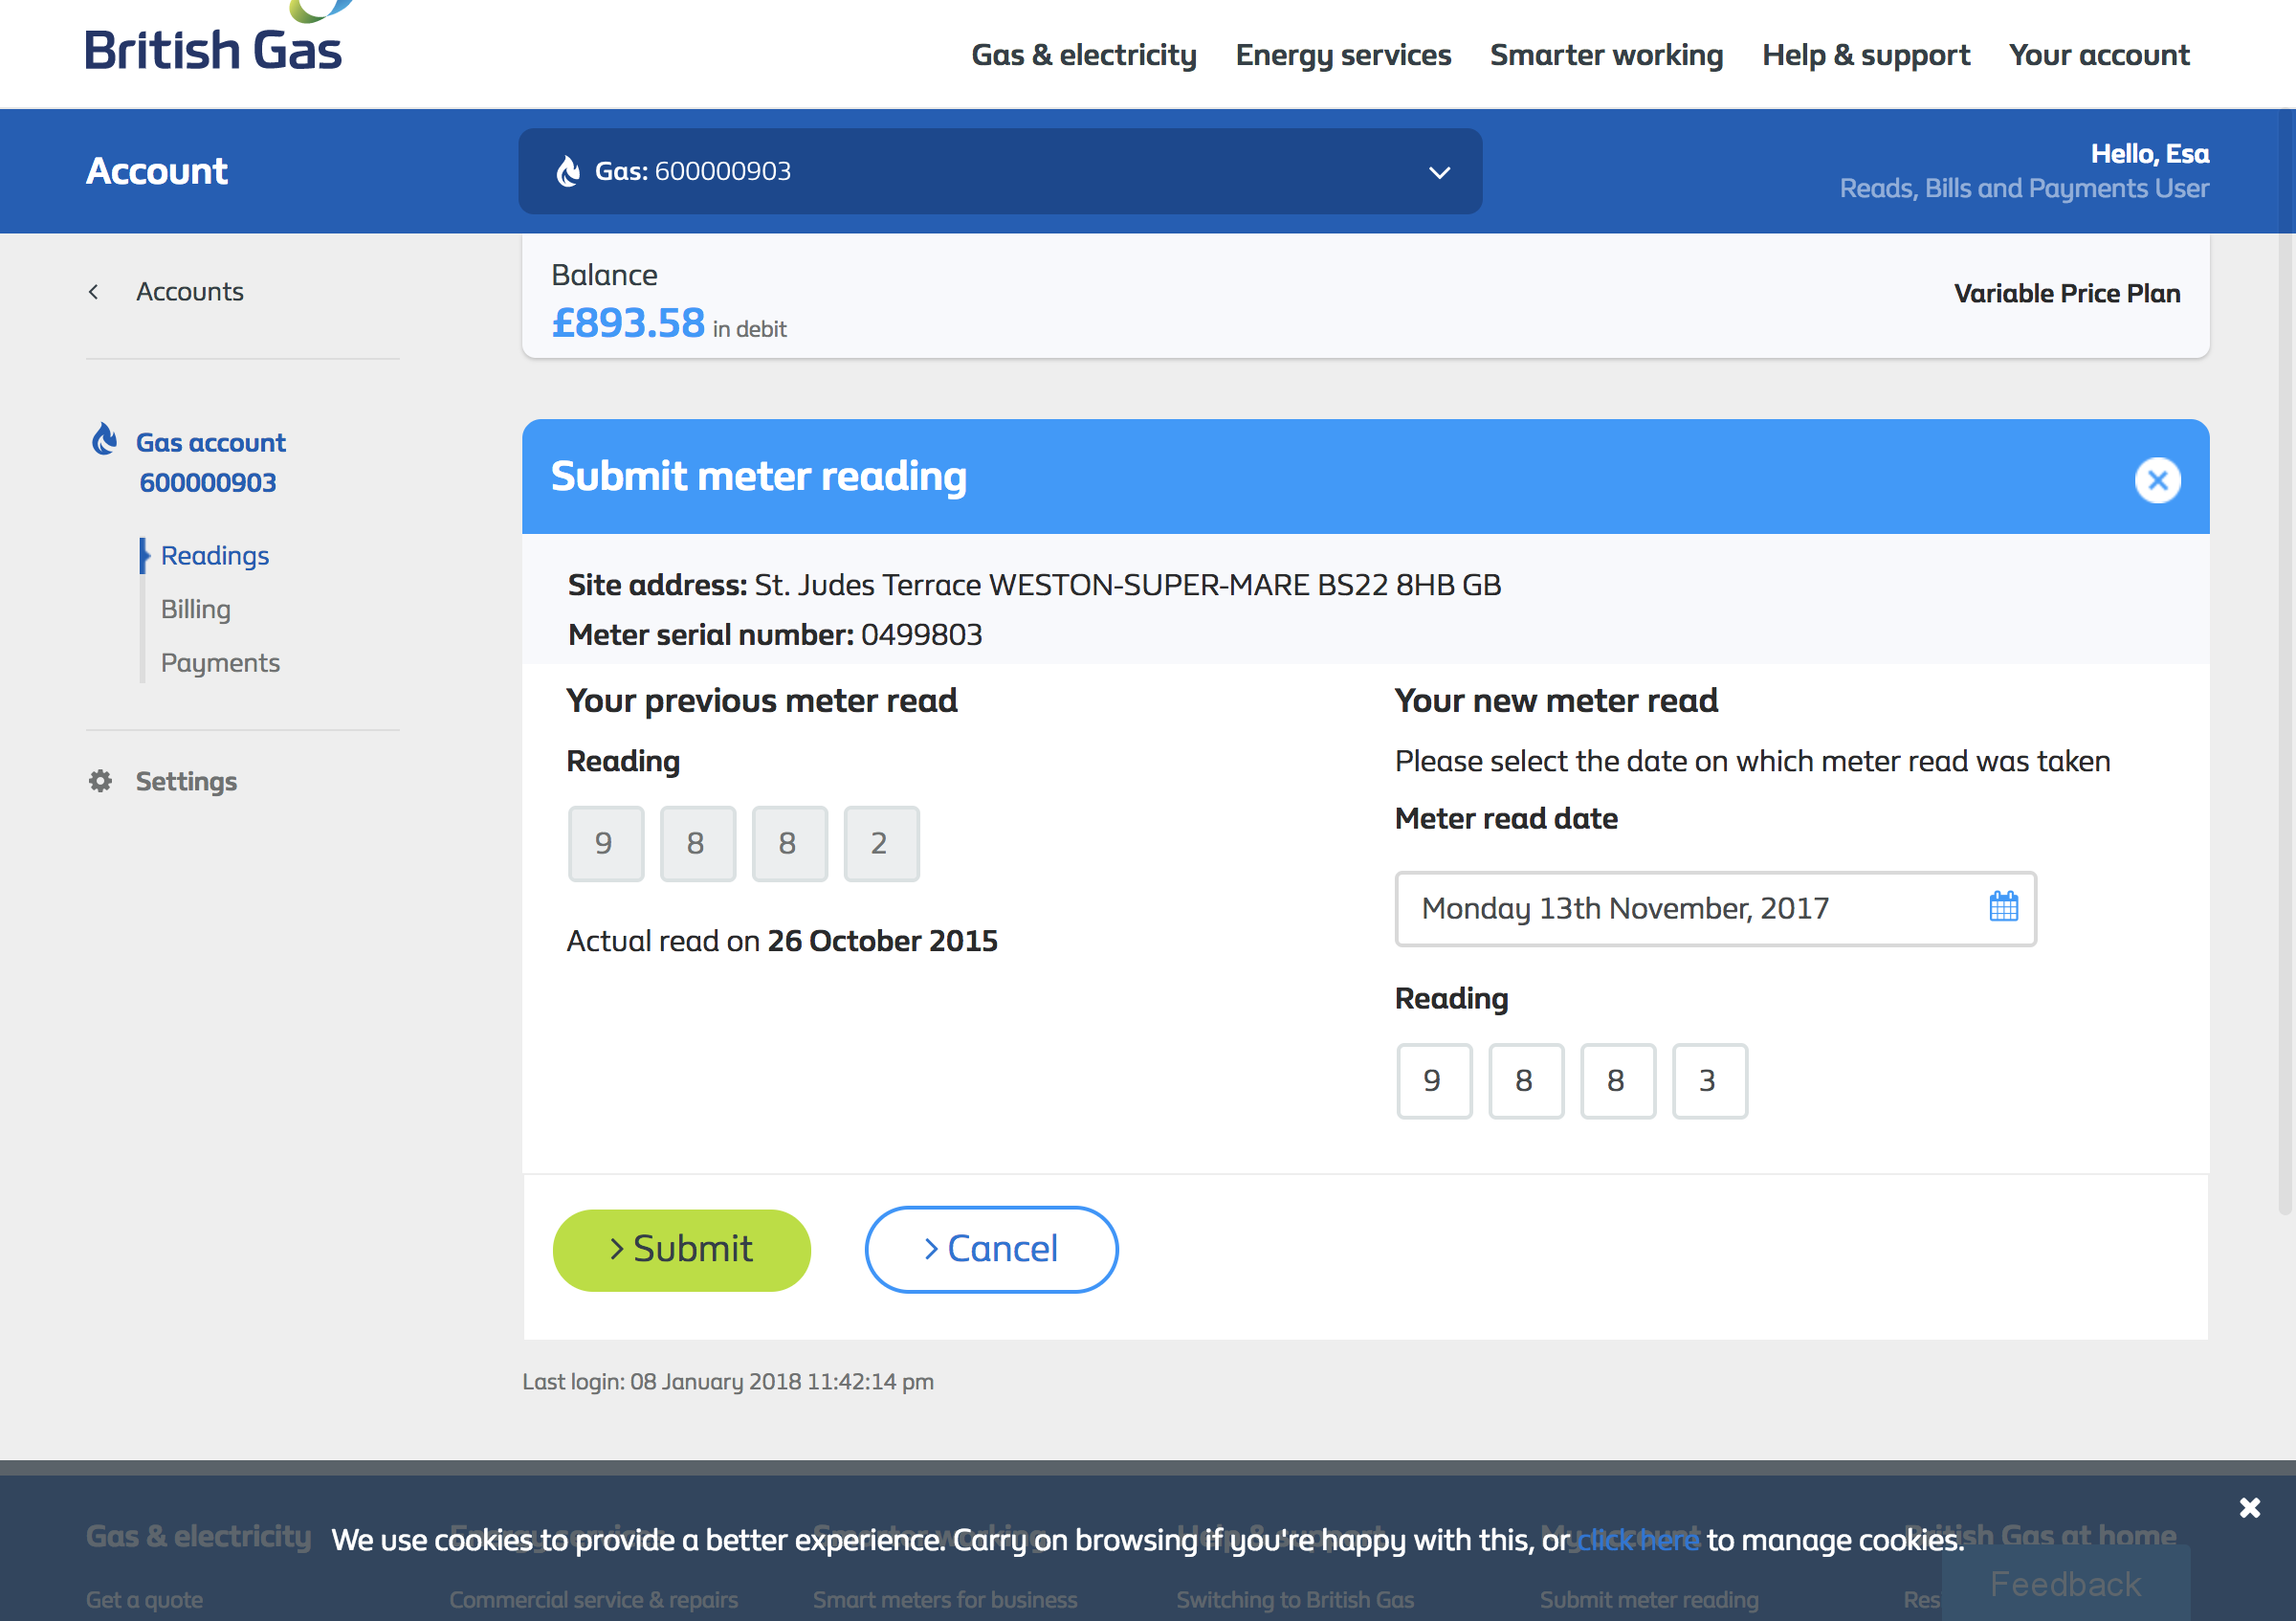 British Gas
Gas & electricity Energy services Smarter working Help & support Your account
Account
Gas: 600000903
Hello, Esa
Reads, Bills and Payments User
Accounts
Balance
£893.58 in debit
Variable Price Plan
Gas account
600000903
Readings
Billing
Payments
Settings
Submit meter reading
Site address: St. Judes Terrace WESTON-SUPER-MARE BS22 8HB GB
Meter serial number: 0499803
Your previous meter read
Reading
9 8 8 2
Actual read on 26 October 2015
Your new meter read
Please select the date on which meter read was taken
Meter read date
Monday 13th November, 2017
Reading
9 8 8 3
> Submit
> Cancel
Last login: 08 January 2018 11:42:14 pm
We use cookies to provide a better experience. Carry on browsing if you're happy with this, or click here to manage cookies.
Gas & electricity Energy services Smarter working Help & support My account British Gas at home
Get a quote Commercial service & repairs Smart meters for business Switching to British Gas Submit meter reading
Feedback